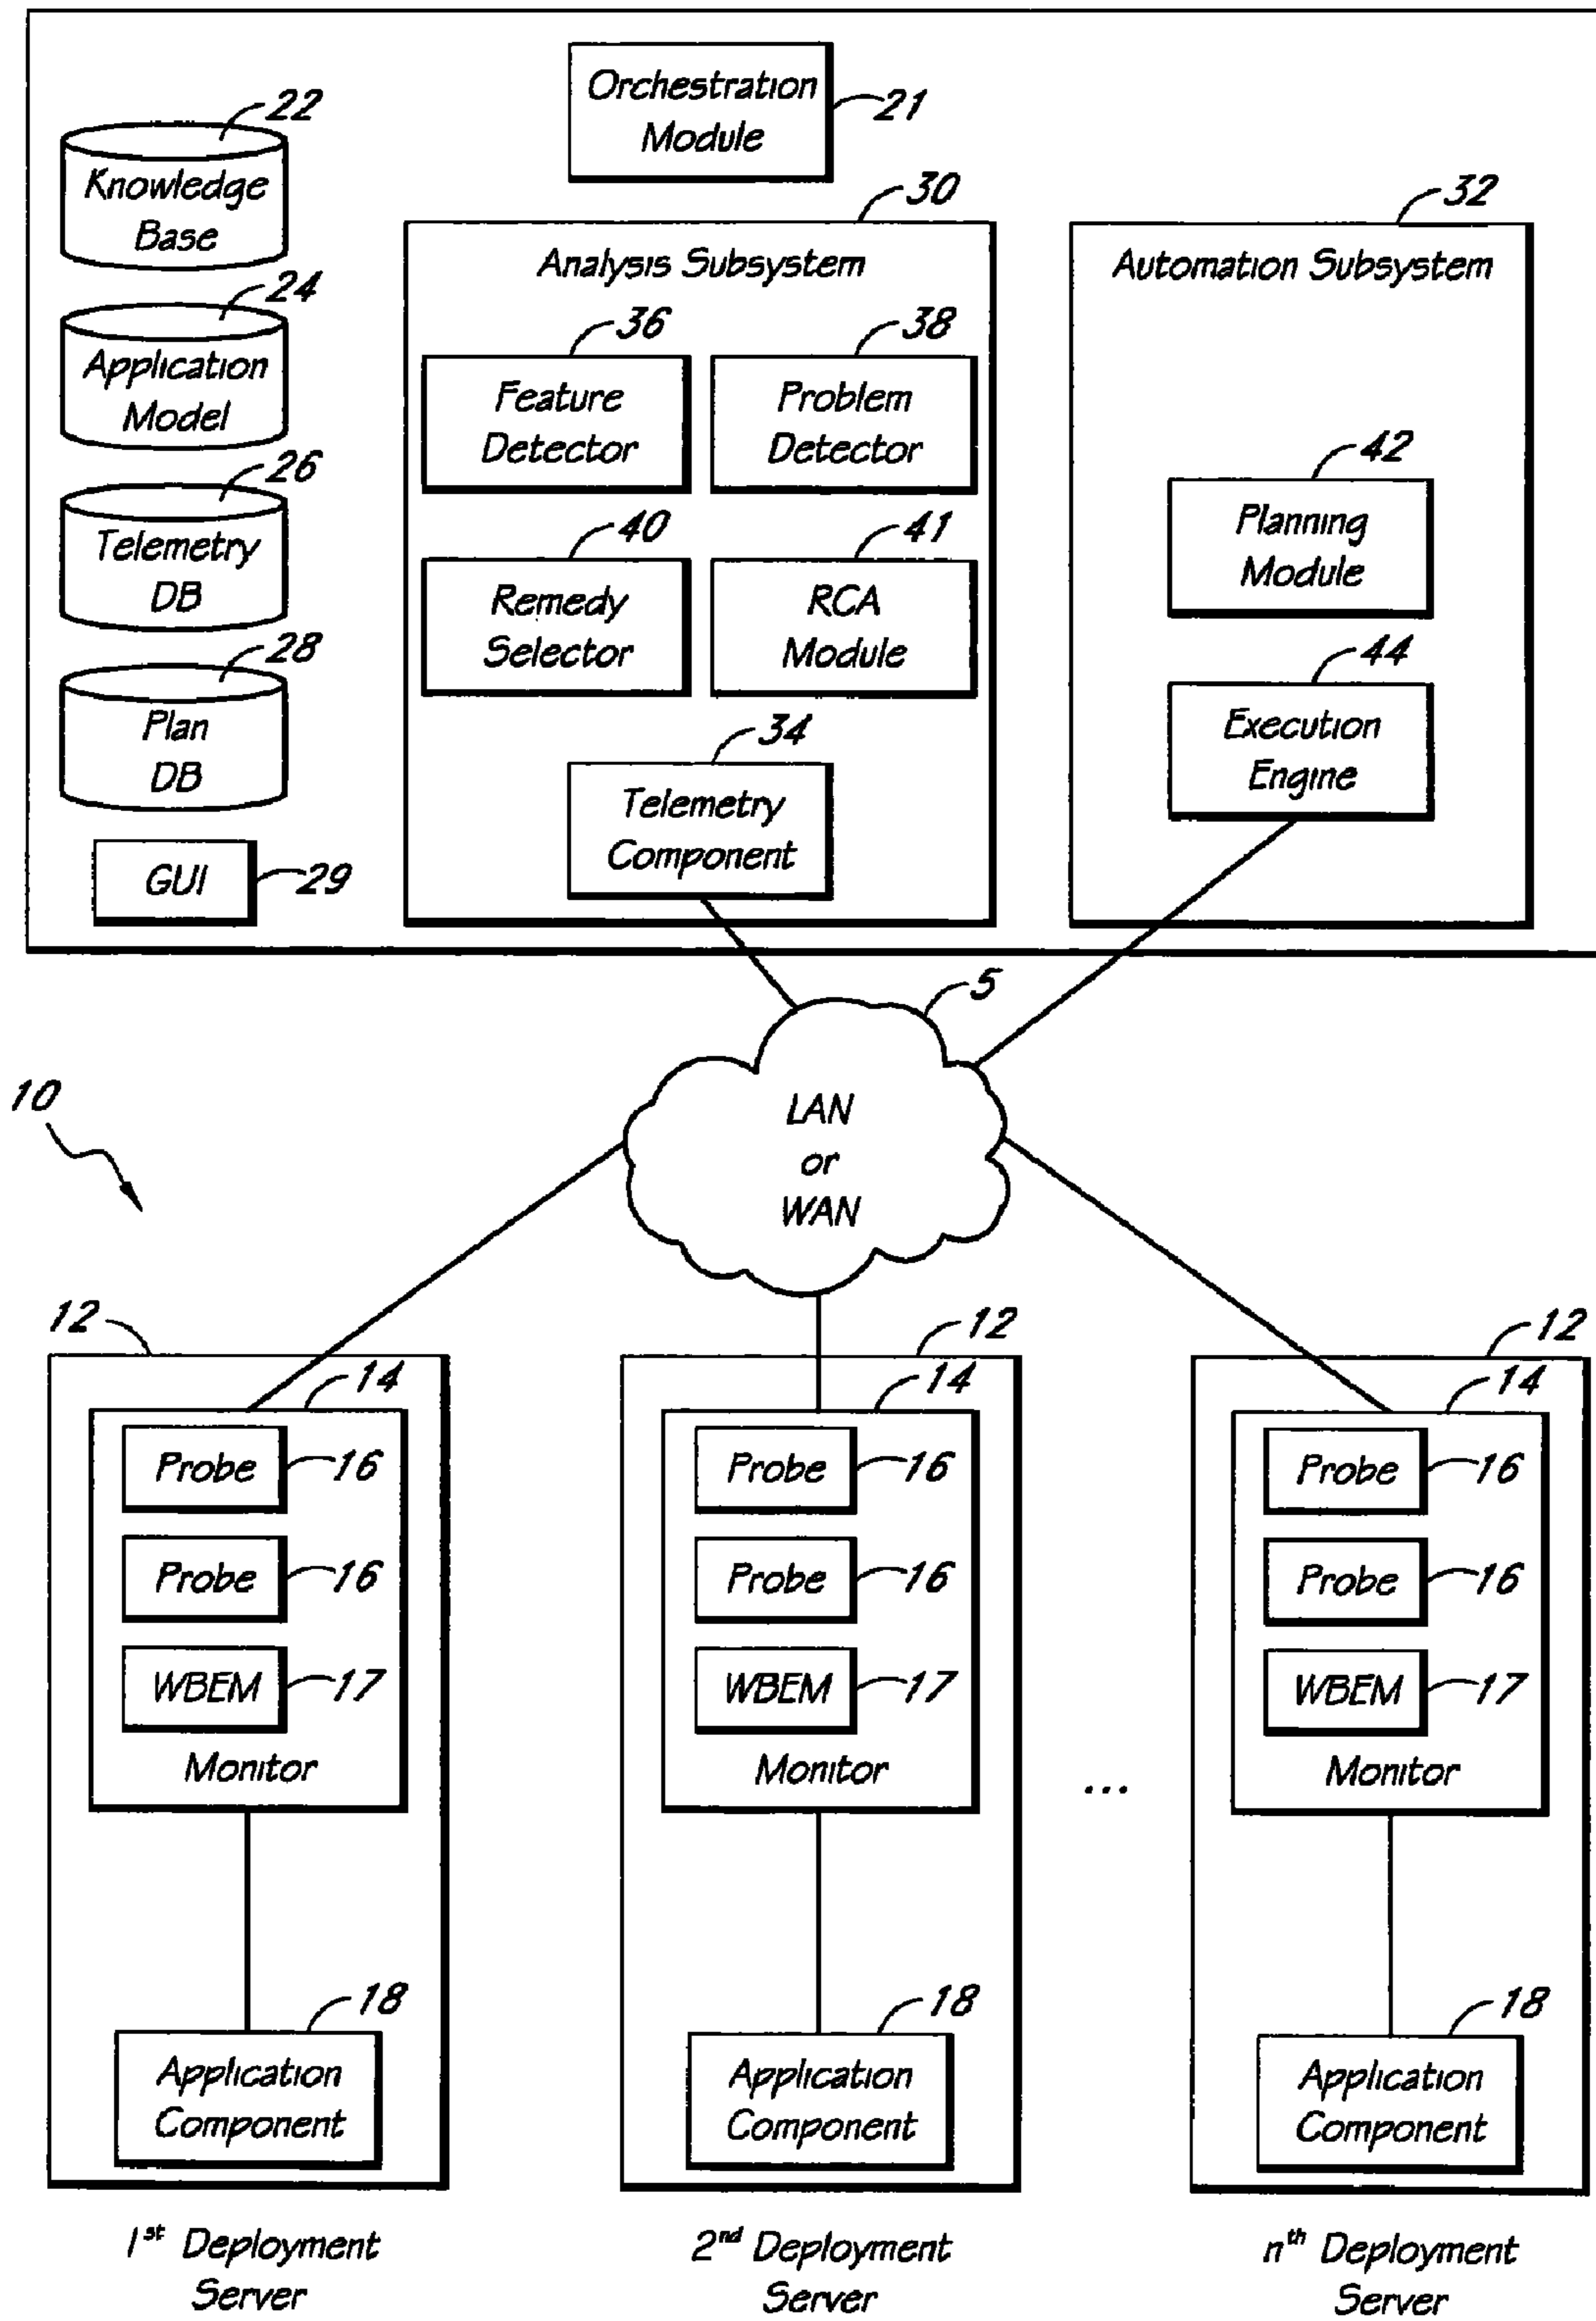 Orchestration
Module
21
22
Knowledge
Base
24
Application
Model
26
Telemetry
DB
28
Plan
DB
GUI
29
30
Analysis Subsystem
36
Feature
Detector
38
Problem
Detector
40
Remedy
Selector
41
RCA
Module
34
Telemetry
Component
32
Automation Subsystem
42
Planning
Module
44
Execution
Engine
5
LAN
or
WAN
10
12
14
Probe
16
Probe
16
WBEM
17
Monitor
18
Application
Component
1st Deployment
Server
12
14
Probe
16
Probe
16
WBEM
17
Monitor
18
Application
Component
2nd Deployment
Server
...
12
14
Probe
16
Probe
16
WBEM
17
Monitor
18
Application
Component
nth Deployment
Server